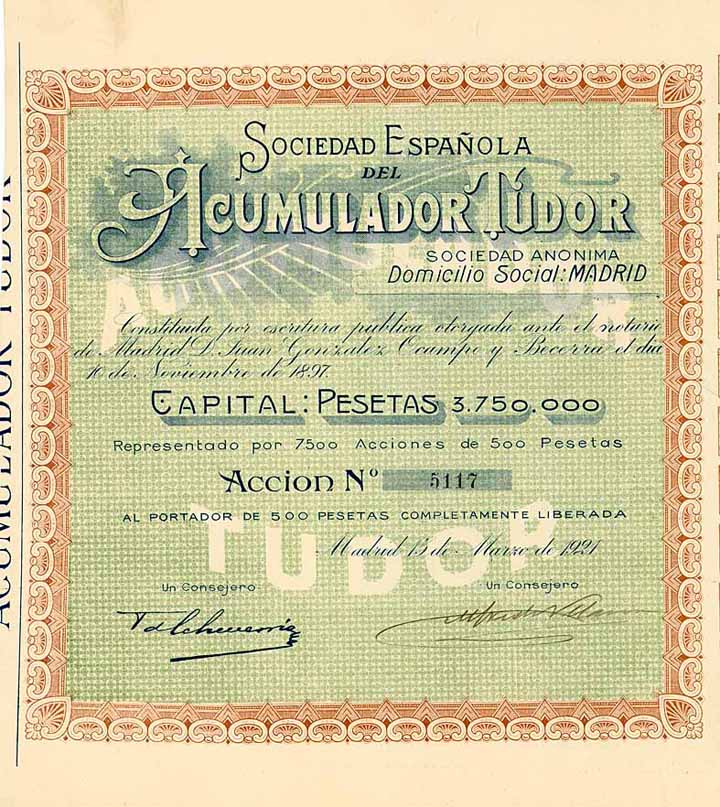 SOCIEDAD ESPAÑOLA
DEL
ACUMULADOR TUDOR
SOCIEDAD ANONIMA
Domicilio Social: MADRID
Constituida por escritura publica otorgada ante el notario
de Madrid D. Juan Gonzalez Ocampo y Becerra el dia
16 de Noviembre de 1897.
CAPITAL: PESETAS 3.750.000
Representado por 7500 Acciones de 500 Pesetas
ACCION Nº 5117
AL PORTADOR DE 500 PESETAS COMPLETAMENTE LIBERADA
TUDOR
Madrid 15 de Marzo de 1921
Un Consejero
Un Consejero
ACUMULADOR TUDOR